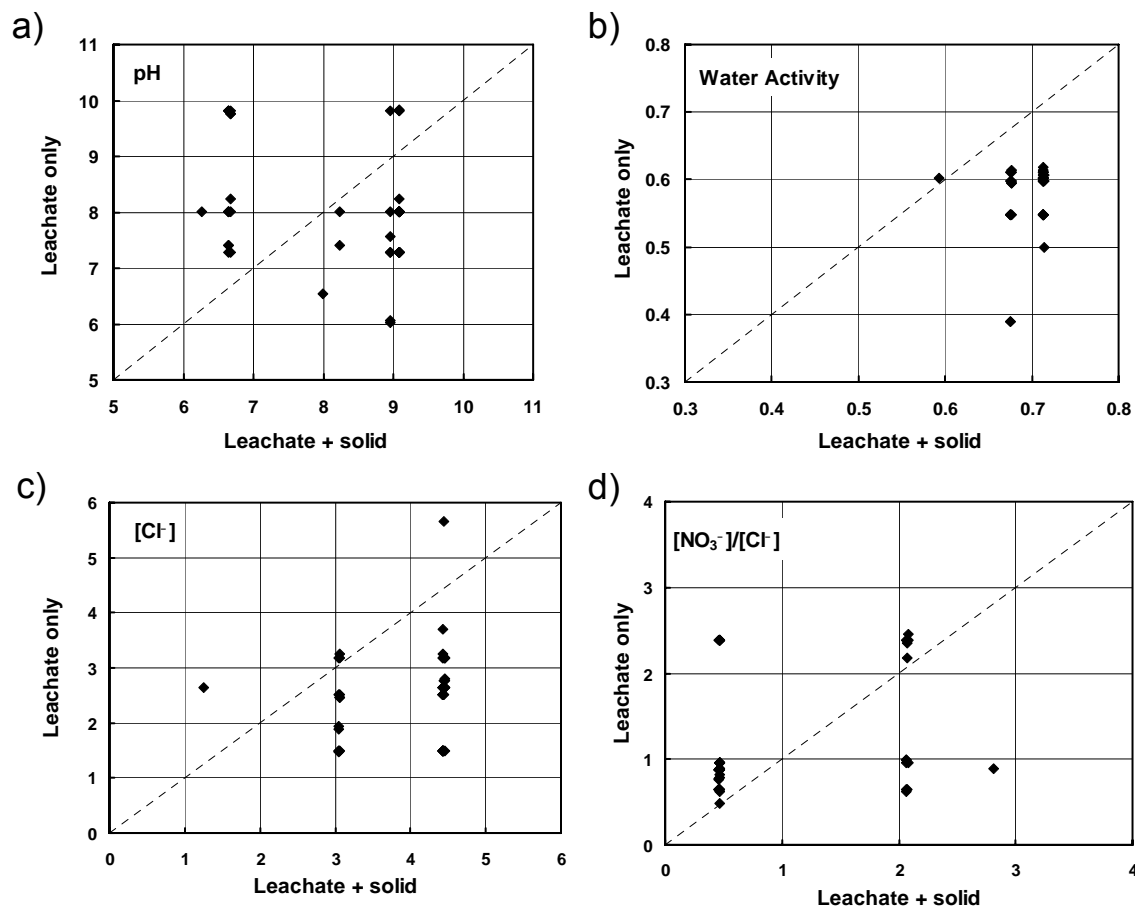 a)
pH
11
10
9
8
7
6
5
5 6 7 8 9 10 11
Leachate only
Leachate + solid
b)
Water Activity
0.8
0.7
0.6
0.5
0.4
0.3
0.3 0.4 0.5 0.6 0.7 0.8
Leachate only
Leachate + solid
c)
[Cl-]
6
5
4
3
2
1
0
0 1 2 3 4 5 6
Leachate only
Leachate + solid
d)
[NO₃⁻]/[Cl-]
4
3
2
1
0
0 1 2 3 4
Leachate only
Leachate + solid